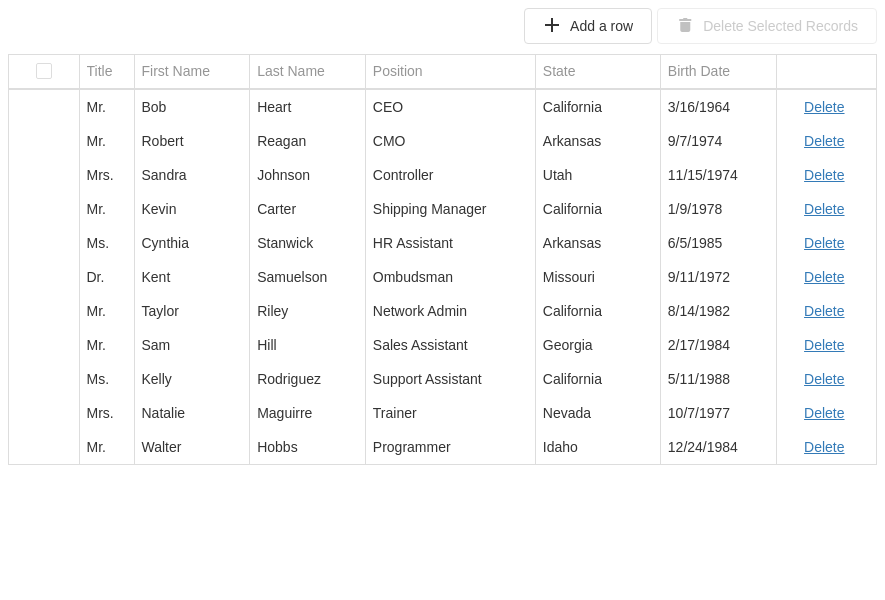 Add a row Delete Selected Records
Title First Name Last Name Position State Birth Date
Mr. Bob Heart CEO California 3/16/1964 Delete
Mr. Robert Reagan CMO Arkansas 9/7/1974 Delete
Mrs. Sandra Johnson Controller Utah 11/15/1974 Delete
Mr. Kevin Carter Shipping Manager California 1/9/1978 Delete
Ms. Cynthia Stanwick HR Assistant Arkansas 6/5/1985 Delete
Dr. Kent Samuelson Ombudsman Missouri 9/11/1972 Delete
Mr. Taylor Riley Network Admin California 8/14/1982 Delete
Mr. Sam Hill Sales Assistant Georgia 2/17/1984 Delete
Ms. Kelly Rodriguez Support Assistant California 5/11/1988 Delete
Mrs. Natalie Maguirre Trainer Nevada 10/7/1977 Delete
Mr. Walter Hobbs Programmer Idaho 12/24/1984 Delete